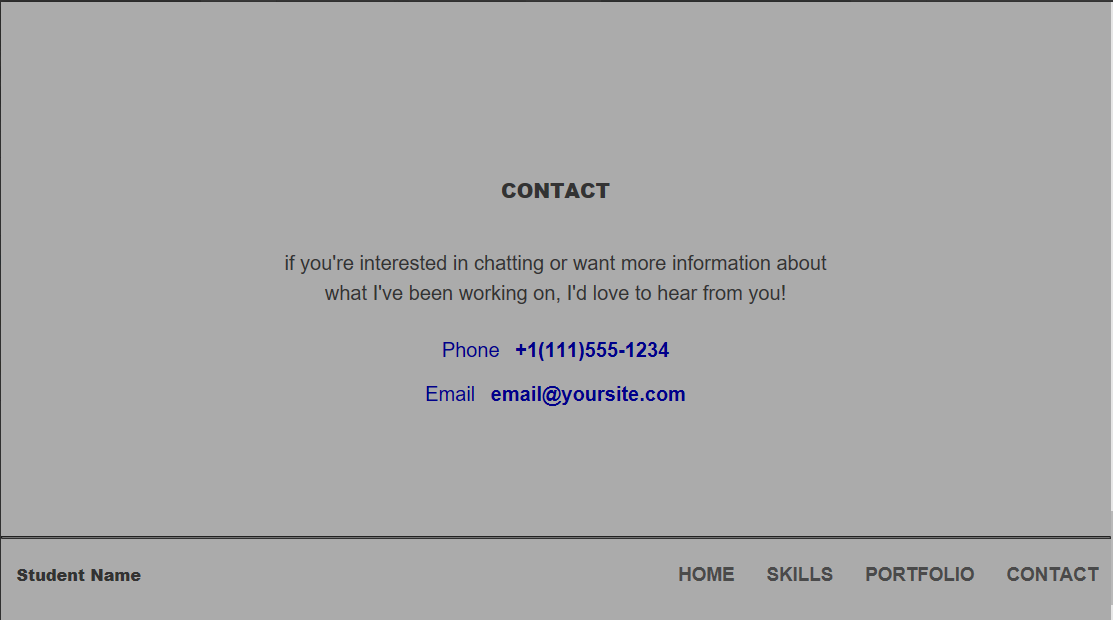 CONTACT
if you're interested in chatting or want more information about
what I've been working on, I'd love to hear from you!
Phone +1(111)555-1234
Email email@yoursite.com
Student Name HOME SKILLS PORTFOLIO CONTACT